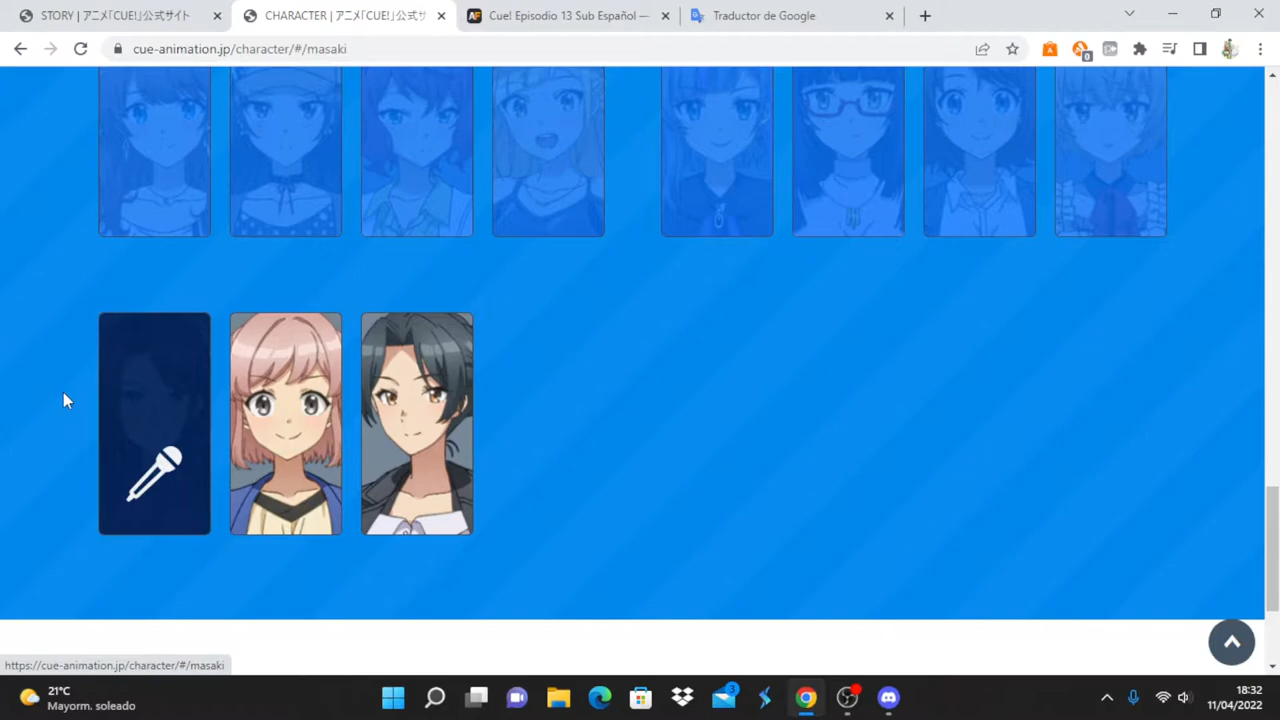 STORY | アニメ「CUE!」公式サイト
CHARACTER | アニメ「CUE!」公式サ
Cue! Episodio 13 Sub Español —
Traductor de Google
cue-animation.jp/character/#/masaki
0
https://cue-animation.jp/character/#/masaki
21°C
Mayorm. soleado
3
18:32
11/04/2022